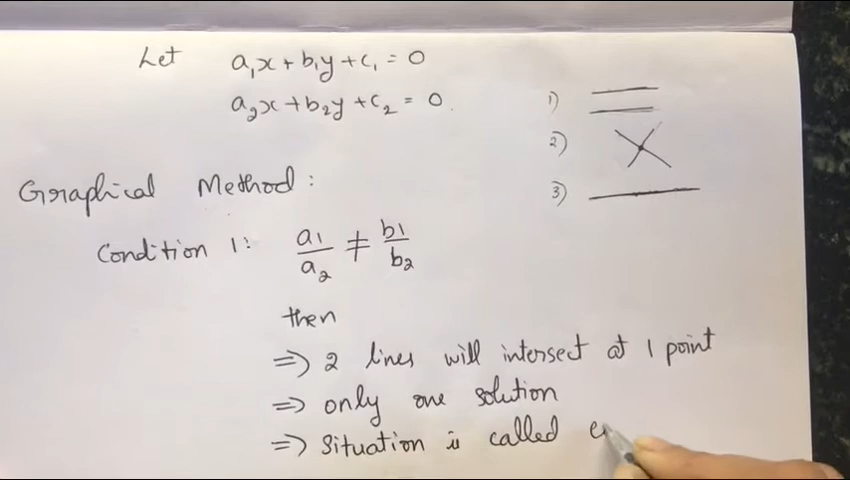 Let a₁x + b₁y + c₁ = 0
a₂x + b₂y + c₂ = 0.
1)
2)
3)
Graphical Method:
Condition 1: a₁/a₂ ≠ b₁/b₂
then
⇒ 2 lines will intersect at 1 point
⇒ only one solution
⇒ Situation is called